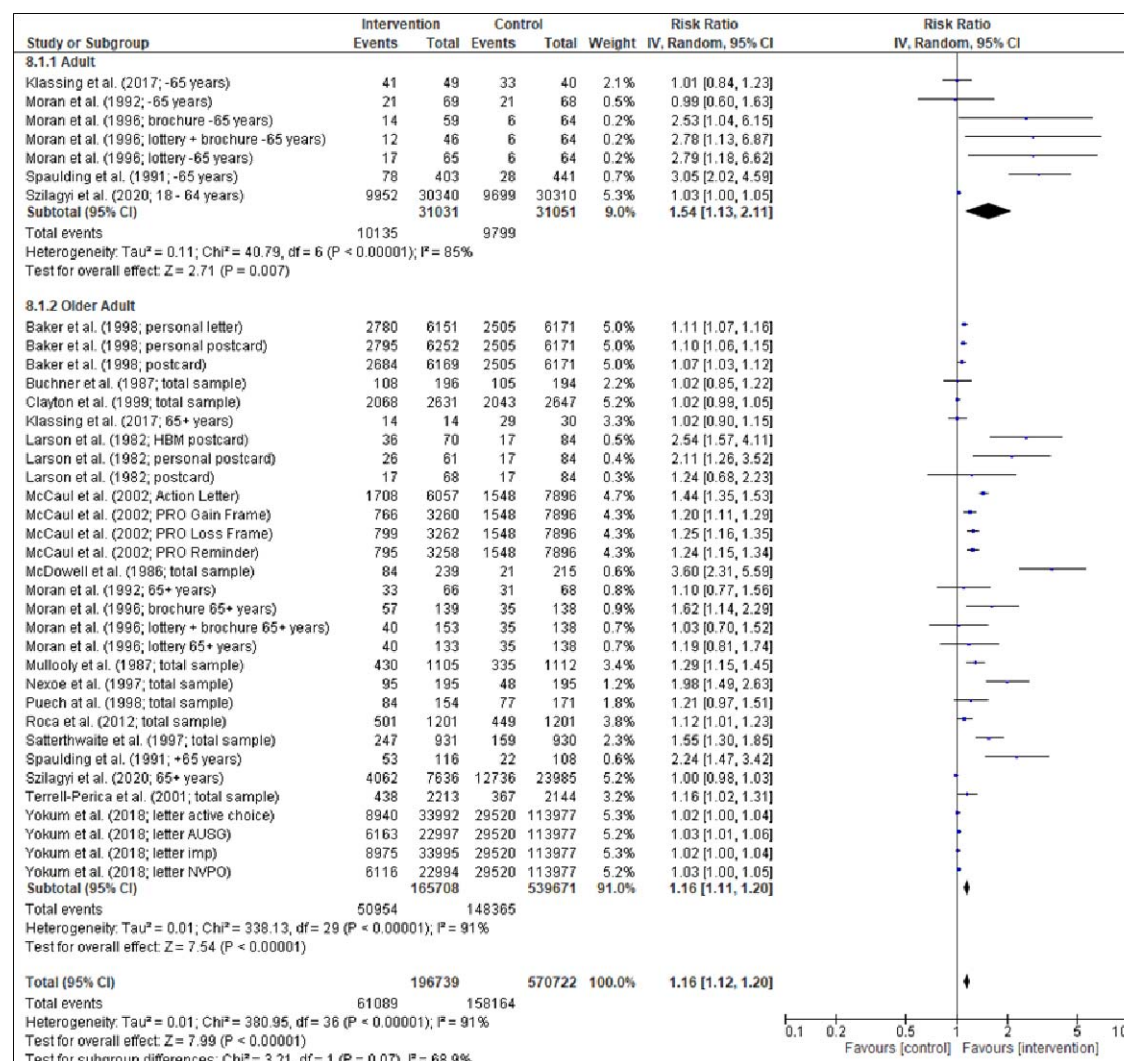 Intervention Control Risk Ratio Risk Ratio
Study or Subgroup Events Total Events Total Weight IV, Random, 95% CI IV, Random, 95% CI
8.1.1 Adult
Klassing et al. (2017; -65 years) 41 49 33 40 2.1% 1.01 [0.84, 1.23]
Moran et al. (1992; -65 years) 21 69 21 68 0.5% 0.99 [0.60, 1.63]
Moran et al. (1996; brochure -65 years) 14 59 6 64 0.2% 2.53 [1.04, 6.15]
Moran et al. (1996; lottery + brochure -65 years) 12 46 6 64 0.2% 2.78 [1.13, 6.87]
Moran et al. (1996; lottery -65 years) 17 65 6 64 0.2% 2.79 [1.18, 6.62]
Spaulding et al. (1991; -65 years) 78 403 28 441 0.7% 3.05 [2.02, 4.59]
Szilagyi et al. (2020; 18 - 64 years) 9952 30340 9699 30310 5.3% 1.03 [1.00, 1.05]
Subtotal (95% CI) 31031 31051 9.0% 1.54 [1.13, 2.11]
Total events 10135 9799
Heterogeneity: Tau² = 0.11; Chi² = 40.79, df = 6 (P < 0.00001); I² = 85%
Test for overall effect: Z = 2.71 (P = 0.007)
8.1.2 Older Adult
Baker et al. (1998; personal letter) 2780 6151 2505 6171 5.0% 1.11 [1.07, 1.16]
Baker et al. (1998; personal postcard) 2795 6252 2505 6171 5.0% 1.10 [1.06, 1.15]
Baker et al. (1998; postcard) 2684 6169 2505 6171 5.0% 1.07 [1.03, 1.12]
Buchner et al. (1987; total sample) 108 196 105 194 2.2% 1.02 [0.85, 1.22]
Clayton et al. (1999; total sample) 2068 2631 2043 2647 5.2% 1.02 [0.99, 1.05]
Klassing et al. (2017; 65+ years) 14 14 29 30 3.3% 1.02 [0.90, 1.15]
Larson et al. (1982; HBM postcard) 36 70 17 84 0.5% 2.54 [1.57, 4.11]
Larson et al. (1982; personal postcard) 26 61 17 84 0.4% 2.11 [1.26, 3.52]
Larson et al. (1982; postcard) 17 68 17 84 0.3% 1.24 [0.68, 2.23]
McCaul et al. (2002; Action Letter) 1708 6057 1548 7896 4.7% 1.44 [1.35, 1.53]
McCaul et al. (2002; PRO Gain Frame) 766 3260 1548 7896 4.3% 1.20 [1.11, 1.29]
McCaul et al. (2002; PRO Loss Frame) 799 3262 1548 7896 4.3% 1.25 [1.16, 1.35]
McCaul et al. (2002; PRO Reminder) 795 3258 1548 7896 4.3% 1.24 [1.15, 1.34]
McDowell et al. (1986; total sample) 84 239 21 215 0.6% 3.60 [2.31, 5.59]
Moran et al. (1992; 65+ years) 33 66 31 68 0.8% 1.10 [0.77, 1.56]
Moran et al. (1996; brochure 65+ years) 57 139 35 138 0.9% 1.62 [1.14, 2.29]
Moran et al. (1996; lottery + brochure 65+ years) 40 153 35 138 0.7% 1.03 [0.70, 1.52]
Moran et al. (1996; lottery 65+ years) 40 133 35 138 0.7% 1.19 [0.81, 1.74]
Mullooly et al. (1987; total sample) 430 1105 335 1112 3.4% 1.29 [1.15, 1.45]
Nexoe et al. (1997; total sample) 95 195 48 195 1.2% 1.98 [1.49, 2.63]
Puech at al. (1998; total sample) 84 154 77 171 1.8% 1.21 [0.97, 1.51]
Roca et al. (2012; total sample) 501 1201 449 1201 3.8% 1.12 [1.01, 1.23]
Satterthwaite et al. (1997; total sample) 247 931 159 930 2.3% 1.55 [1.30, 1.85]
Spaulding et al. (1991; +65 years) 53 116 22 108 0.6% 2.24 [1.47, 3.42]
Szilagyi et al. (2020; 65+ years) 4062 7636 12736 23985 5.2% 1.00 [0.98, 1.03]
Terrell-Perica et al. (2001; total sample) 438 2213 367 2144 3.2% 1.16 [1.02, 1.31]
Yokum et al. (2018; letter active choice) 8940 33992 29520 113977 5.3% 1.02 [1.00, 1.04]
Yokum et al. (2018; letter AUSG) 6163 22997 29520 113977 5.2% 1.03 [1.01, 1.06]
Yokum et al. (2018; letter imp) 8975 33995 29520 113977 5.3% 1.02 [1.00, 1.04]
Yokum et al. (2018; letter NVPO) 6116 22994 29520 113977 5.2% 1.03 [1.00, 1.05]
Subtotal (95% CI) 165708 539671 91.0% 1.16 [1.11, 1.20]
Total events 50954 148365
Heterogeneity: Tau² = 0.01; Chi² = 338.13, df = 29 (P < 0.00001); I² = 91%
Test for overall effect: Z = 7.54 (P < 0.00001)
Total (95% CI) 196739 570722 100.0% 1.16 [1.12, 1.20]
Total events 61089 158164
Heterogeneity: Tau² = 0.01; Chi² = 380.95, df = 36 (P < 0.00001); I² = 91%
Test for overall effect: Z = 7.99 (P < 0.00001)
Test for subgroup differences: Chi² = 3.21, df = 1 (P = 0.07), I² = 68.9%
0.1 0.2 0.5 1 2 5 10
Favours [control] Favours [intervention]